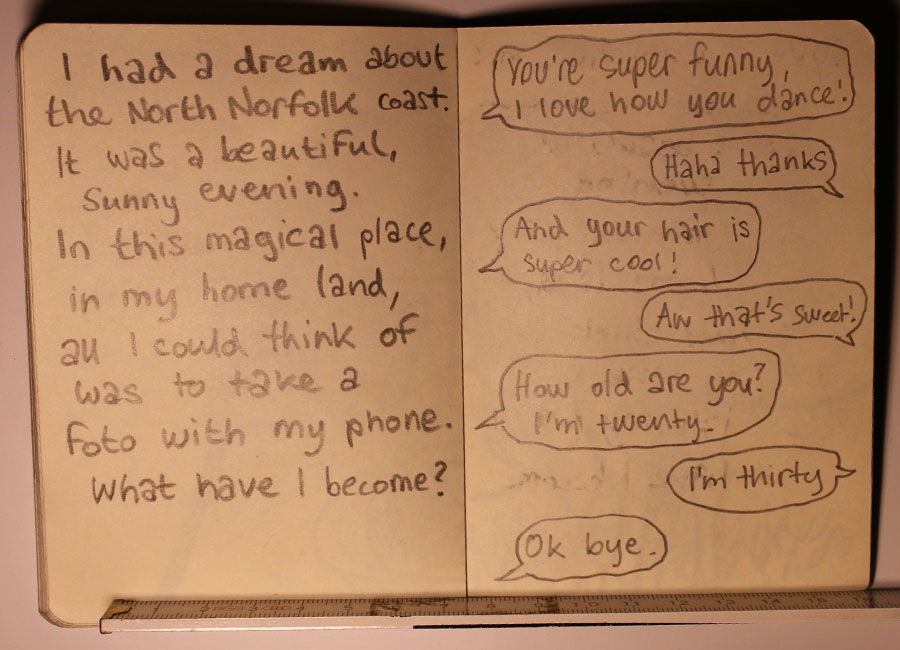 I had a dream about
the North Norfolk coast.
It was a beautiful,
sunny evening.
In this magical place,
in my home land,
all I could think of
was to take a
foto with my phone.
What have I become?
You're super funny,
I love how you dance!
Haha thanks
And your hair is
super cool!
Aw that's sweet!
How old are you?
I'm twenty.
I'm thirty
Ok bye.